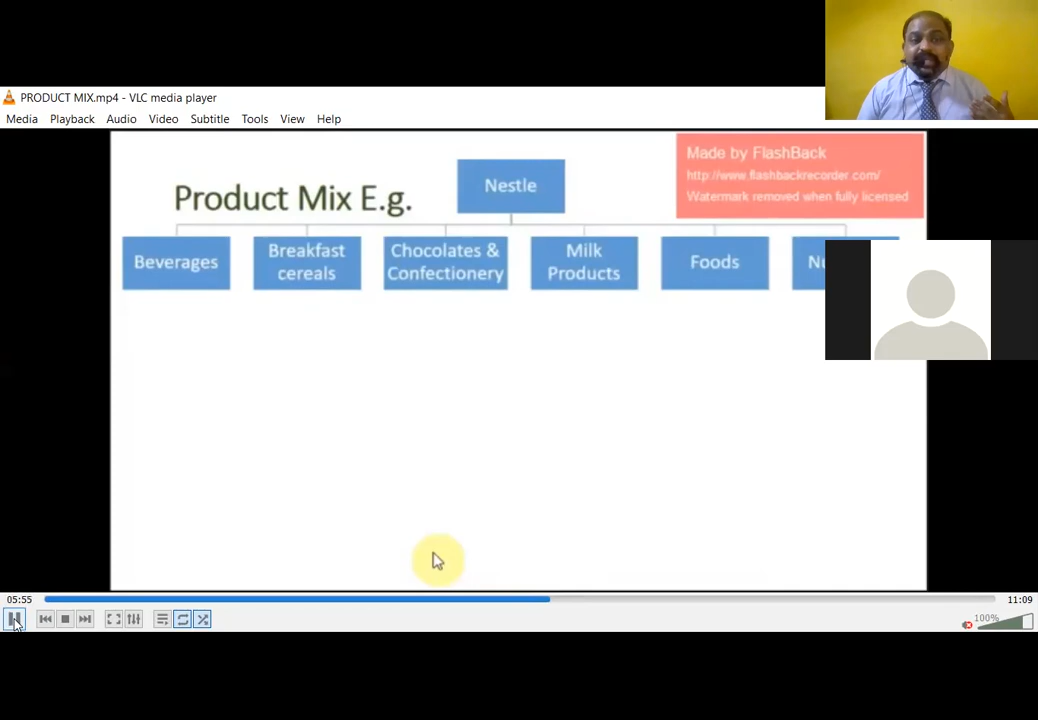 PRODUCT MIX.mp4 - VLC media player
Media Playback Audio Video Subtitle Tools View Help
Made by FlashBack
http://www.flashbackrecorder.com/
Watermark removed when fully licensed
Product Mix E.g.
Nestle
Beverages
Breakfast
cereals
Chocolates &
Confectionery
Milk
Products
Foods
05:55
11:09
100%